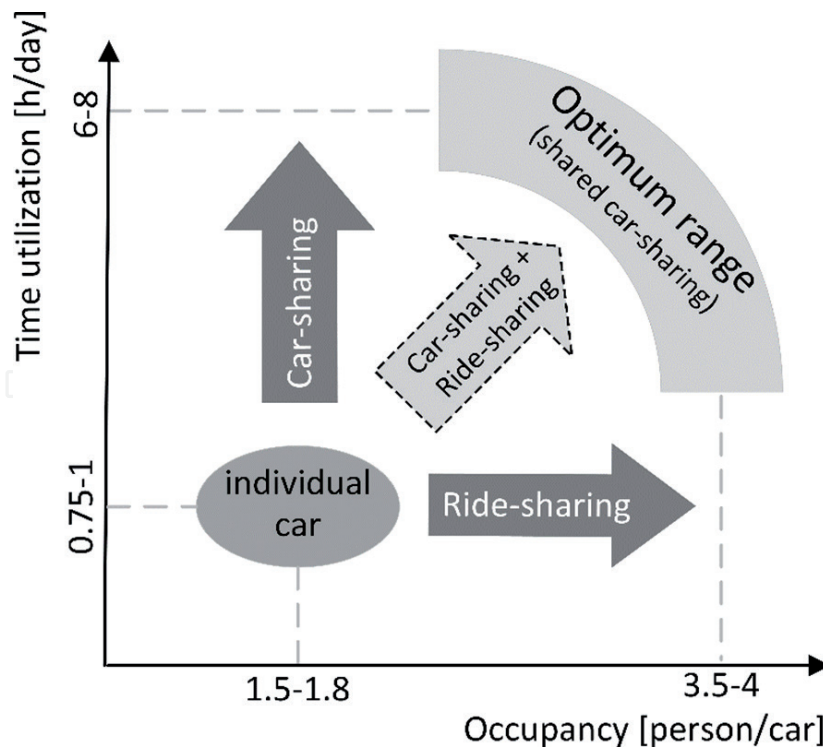 Time utilization [h/day]
6-8
0.75-1
Optimum range
(shared car-sharing)
Car-sharing
Car-sharing +
Ride-sharing
individual
car
Ride-sharing
1.5-1.8
3.5-4
Occupancy [person/car]